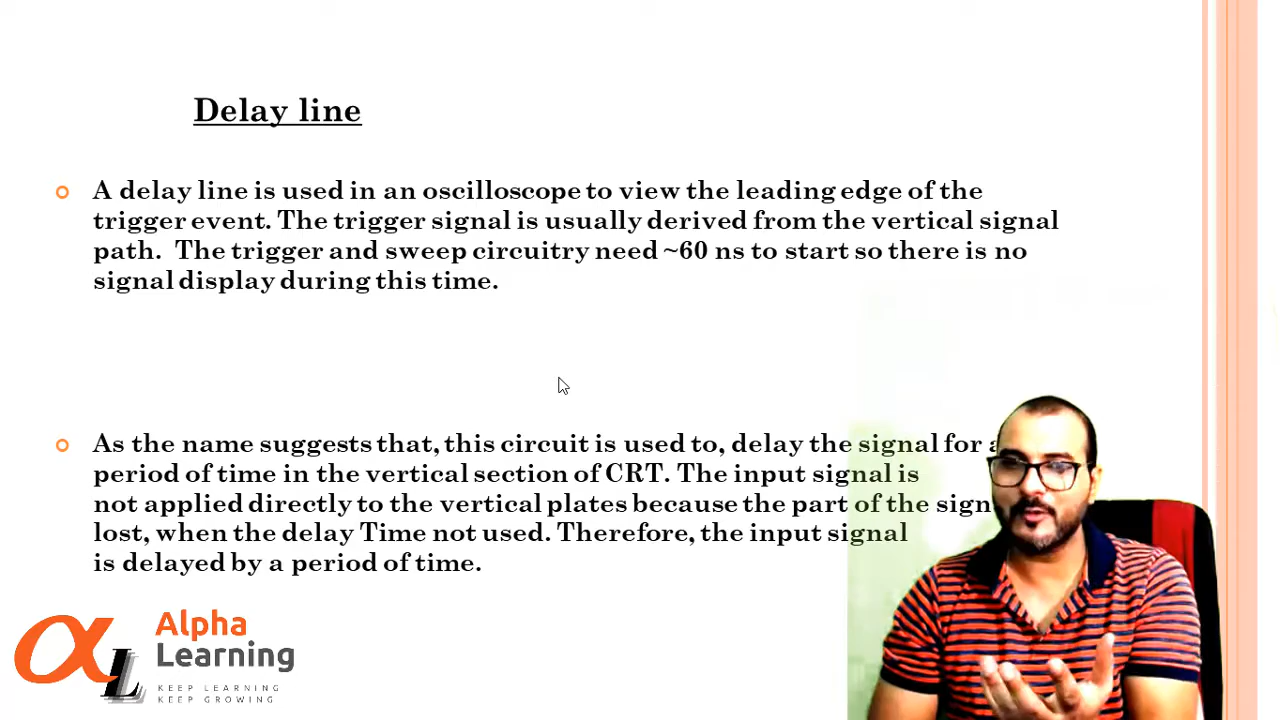 Delay line
A delay line is used in an oscilloscope to view the leading edge of the
trigger event. The trigger signal is usually derived from the vertical signal
path. The trigger and sweep circuitry need ~60 ns to start so there is no
signal display during this time.
As the name suggests that, this circuit is used to, delay the signal for a
period of time in the vertical section of CRT. The input signal is
not applied directly to the vertical plates because the part of the sign
lost, when the delay Time not used. Therefore, the input signal
is delayed by a period of time.
Alpha
Learning
KEEP LEARNING
KEEP GROWING